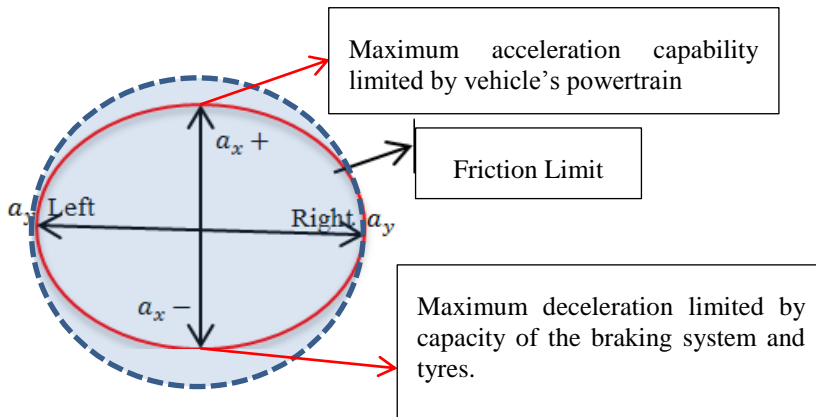 Maximum acceleration capability
limited by vehicle's powertrain
a_x +
Friction Limit
a_y Left
Right a_y
a_x −
Maximum deceleration limited by
capacity of the braking system and
tyres.